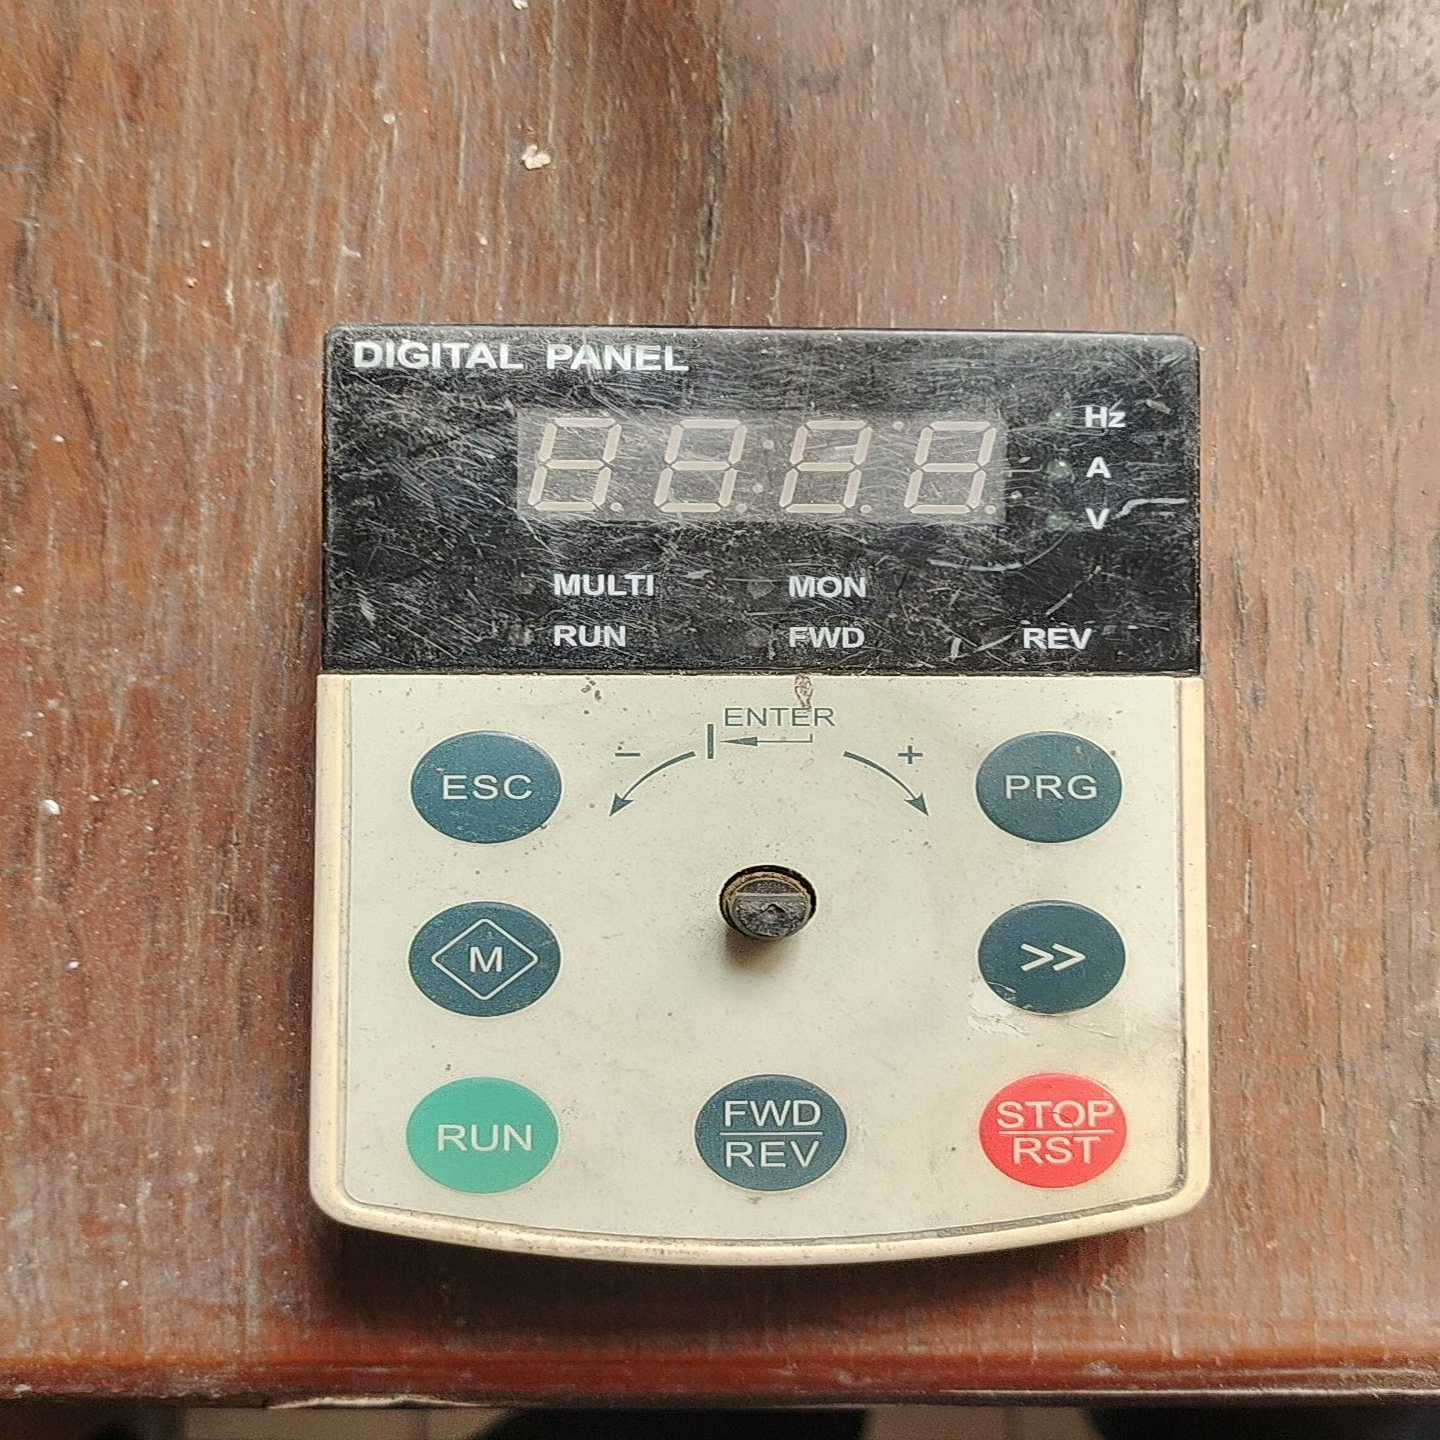 DIGITAL PANEL
Hz
A
V
MULTI MON
RUN FWD REV
ENTER
- +
ESC PRG
M >>
RUN FWD STOP
REV RST